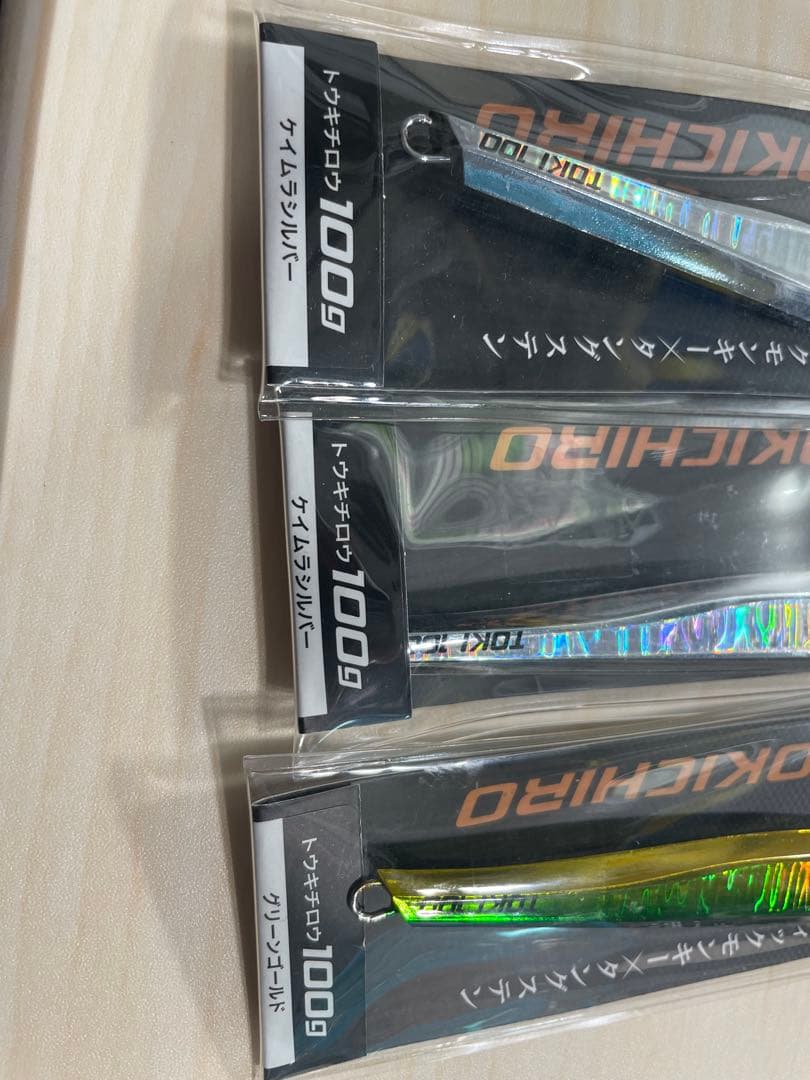 トウキチロウ100g
ケイムラシルバー
OKICHIRO
TOKI 100
クモンキー×タングステン
トウキチロウ100g
ケイムラシルバー
OKICHIRO
TOKI 100
トウキチロウ100g
グリーンゴールド
OKICHIRO
TOKI 100
ィックモンキー×タングステン